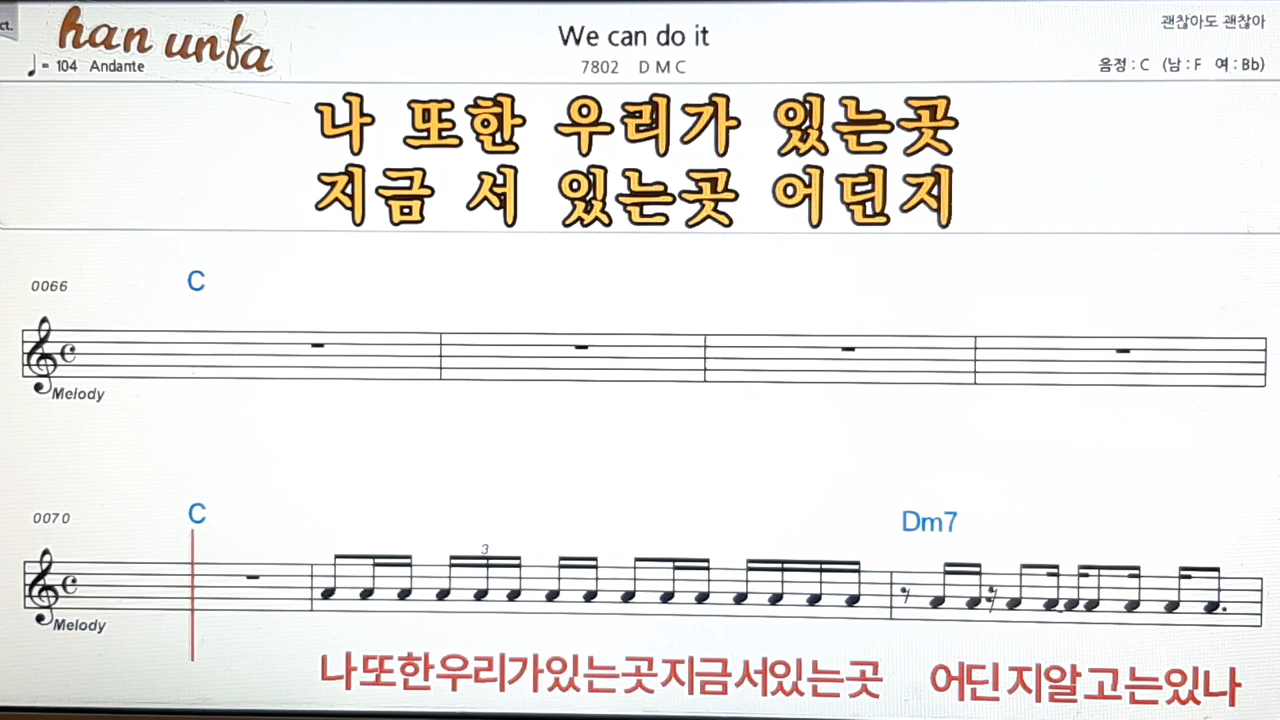 ct.
han unfa
We can do it
괜찮아도 괜찮아
♩= 104 Andante
7802 D M C
음정 : C (남 : F 여 : Bb)
나 또한 우리가 있는곳
지금 서 있는곳 어딘지
0066
C
Melody
0070
C
Dm7
3
Melody
나또한우리가있는곳지금서있는곳 어딘지알고는있나